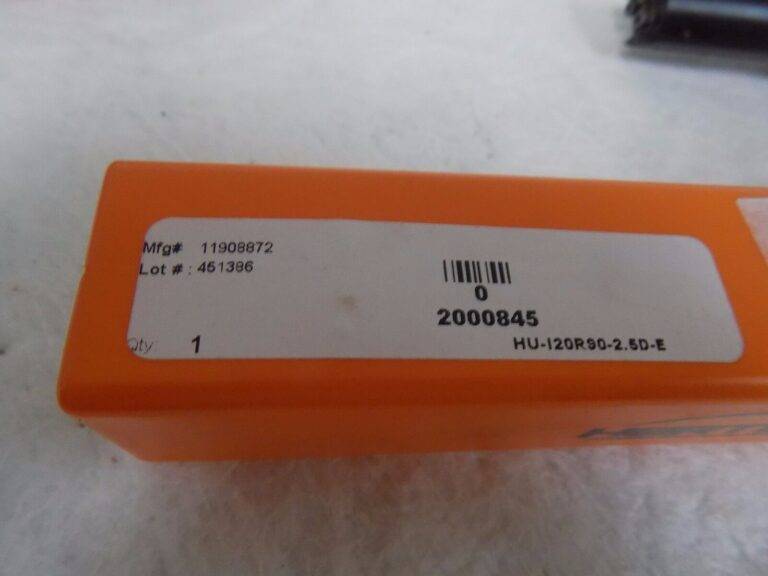 Mfg# 11908872
Lot # : 451386
0
2000845
Qty: 1
HU-I20R90-2.5D-E